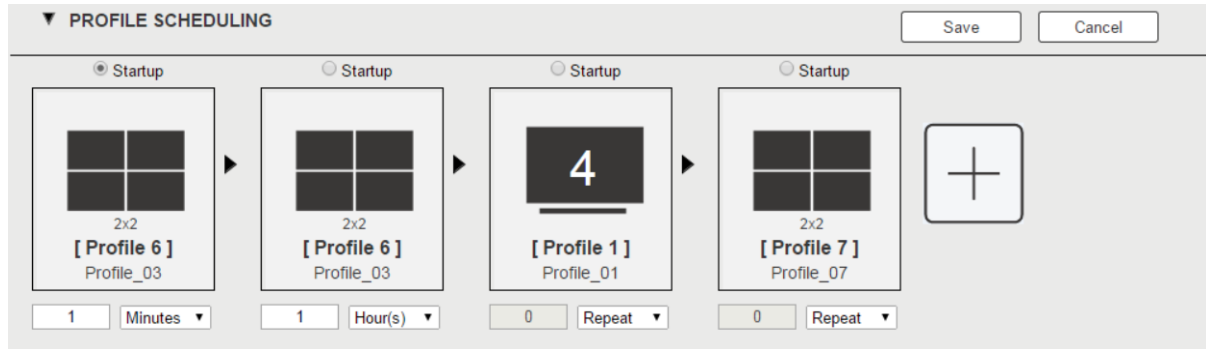 PROFILE SCHEDULING
Save Cancel
Startup Startup Startup Startup
4
2x2 2x2 2x2
[ Profile 6 ] [ Profile 6 ] [ Profile 1 ] [ Profile 7 ]
Profile_03 Profile_03 Profile_01 Profile_07
1 Minutes 1 Hour(s) 0 Repeat 0 Repeat